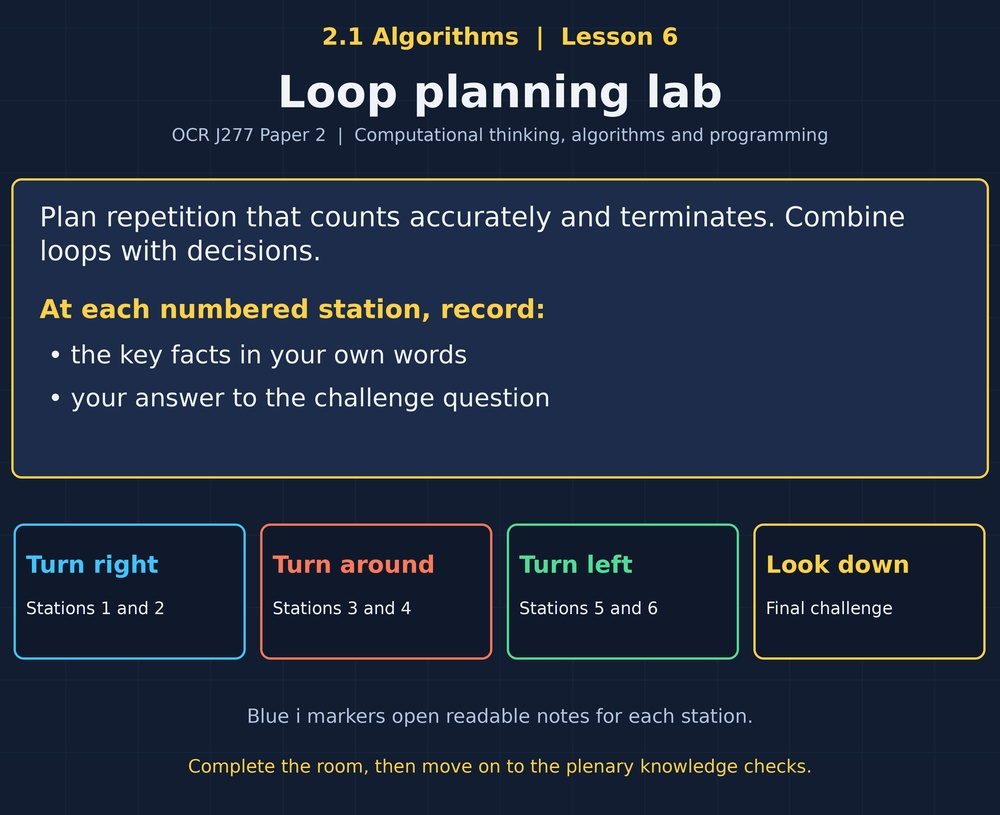 2.1 Algorithms | Lesson 6
Loop planning lab
OCR J277 Paper 2 | Computational thinking, algorithms and programming
Plan repetition that counts accurately and terminates. Combine
loops with decisions.
At each numbered station, record:
• the key facts in your own words
• your answer to the challenge question
Turn right
Stations 1 and 2
Turn around
Stations 3 and 4
Turn left
Stations 5 and 6
Look down
Final challenge
Blue i markers open readable notes for each station.
Complete the room, then move on to the plenary knowledge checks.